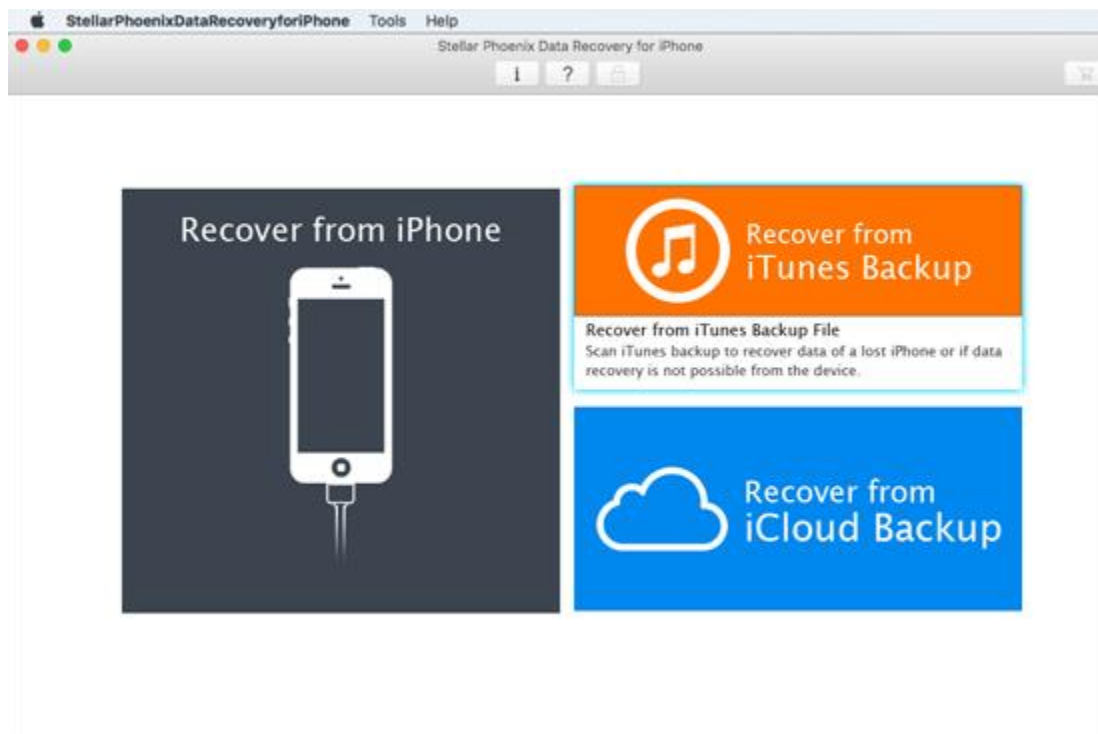 StellarPhoenixDataRecoveryforiPhone Tools Help
Stellar Phoenix Data Recovery for iPhone
i ?
Recover from iPhone
Recover from
iTunes Backup
Recover from iTunes Backup File
Scan iTunes backup to recover data of a lost iPhone or if data
recovery is not possible from the device.
Recover from
iCloud Backup